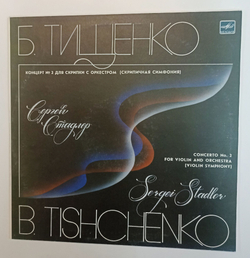 Б. ТИЩЕНКО
КОНЦЕРТ № 2 ДЛЯ СКРИПКИ С ОРКЕСТРОМ (СКРИПИЧНАЯ СИМФОНИЯ)
Сергей
Стадлер
CONCERTO No. 2
FOR VIOLIN AND ORCHESTRA
(VIOLIN SYMPHONY)
Sergei Stadler
B. TISHCHENKO